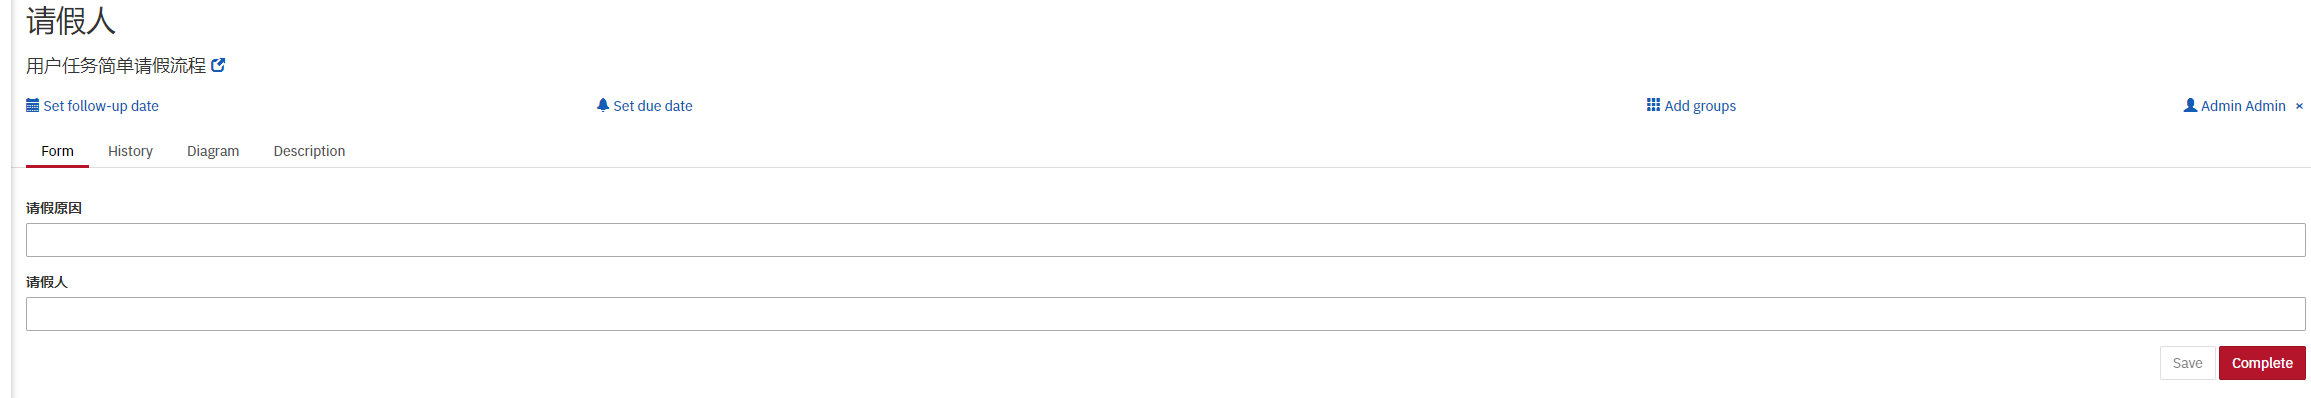 请假人
用户任务简单请假流程
Set follow-up date Set due date Add groups Admin Admin ×
Form History Diagram Description
请假原因
请假人
Save Complete